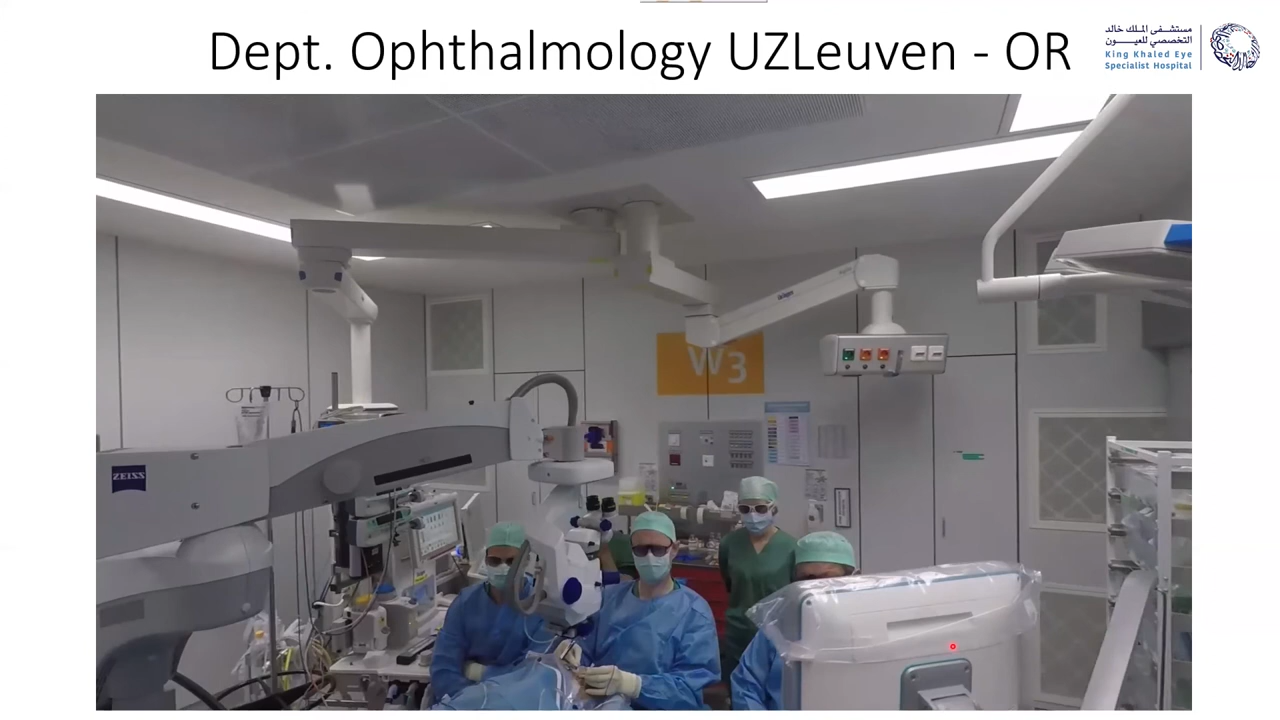 Dept. Ophthalmology UZLeuven - OR
مستشفى الملك خالد
التخصصي للعيون
King Khaled Eye
Specialist Hospital
W3
ZEISS